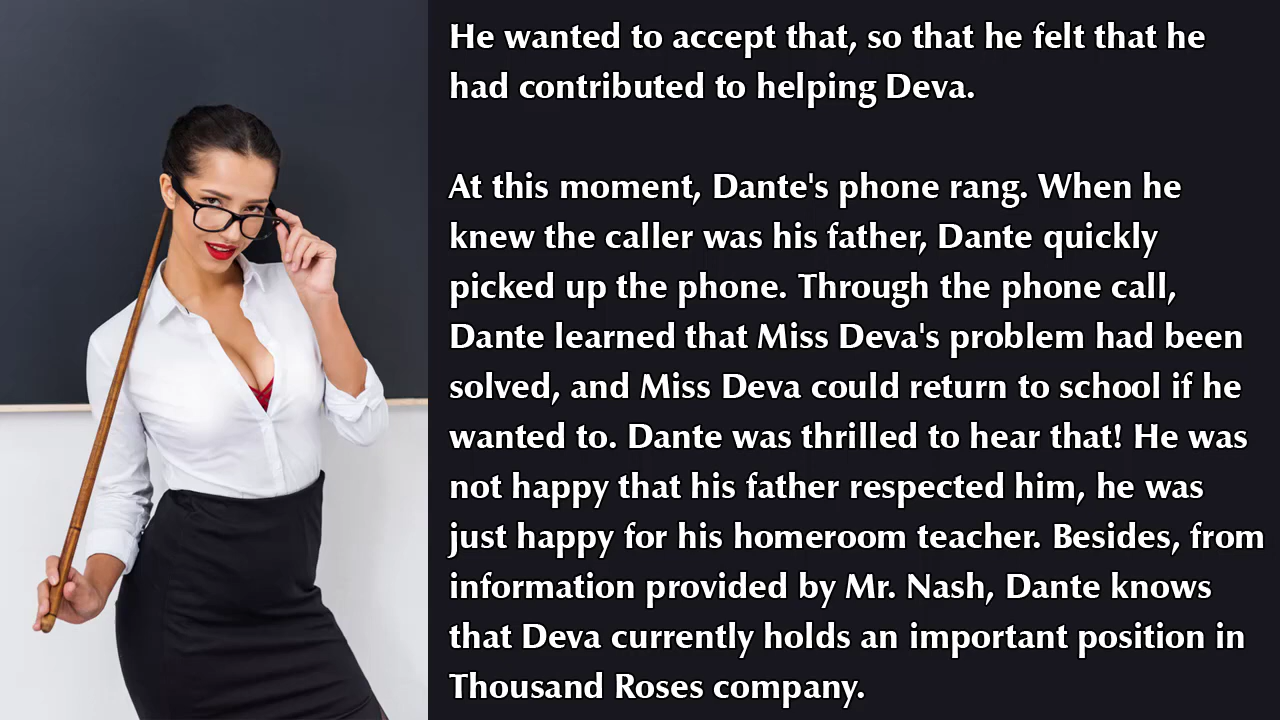 He wanted to accept that, so that he felt that he
had contributed to helping Deva.
At this moment, Dante's phone rang. When he
knew the caller was his father, Dante quickly
picked up the phone. Through the phone call,
Dante learned that Miss Deva's problem had been
solved, and Miss Deva could return to school if he
wanted to. Dante was thrilled to hear that! He was
not happy that his father respected him, he was
just happy for his homeroom teacher. Besides, from
information provided by Mr. Nash, Dante knows
that Deva currently holds an important position in
Thousand Roses company.